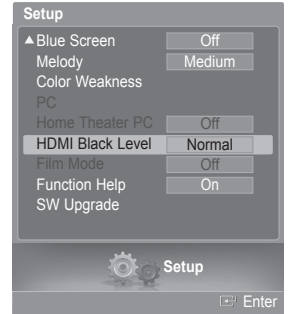 Setup
▲Blue Screen Off
Melody Medium
Color Weakness
PC
Home Theater PC Off
HDMI Black Level Normal
Film Mode Off
Function Help On
SW Upgrade
Setup
Enter